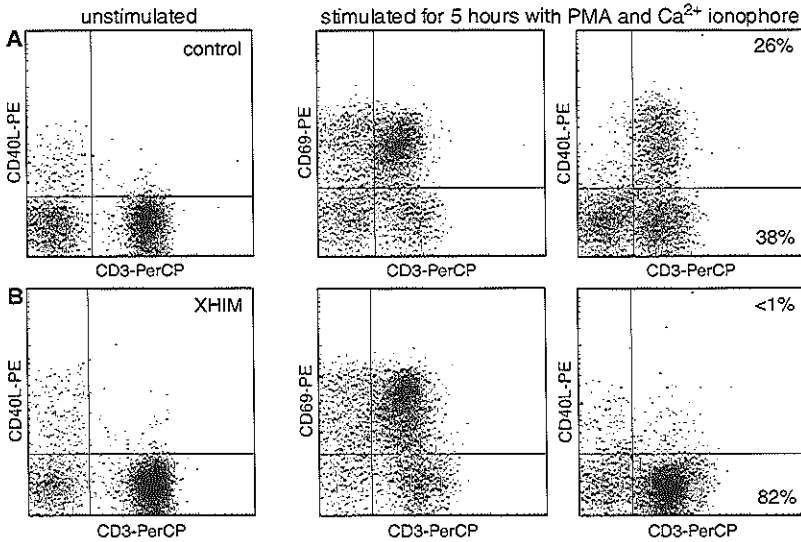 unstimulated
stimulated for 5 hours with PMA and Ca²⁺ ionophore
A
control
CD40L-PE
CD3-PerCP
CD69-PE
CD3-PerCP
26%
CD40L-PE
38%
CD3-PerCP
B
XHIM
CD40L-PE
CD3-PerCP
CD69-PE
CD3-PerCP
<1%
CD40L-PE
82%
CD3-PerCP